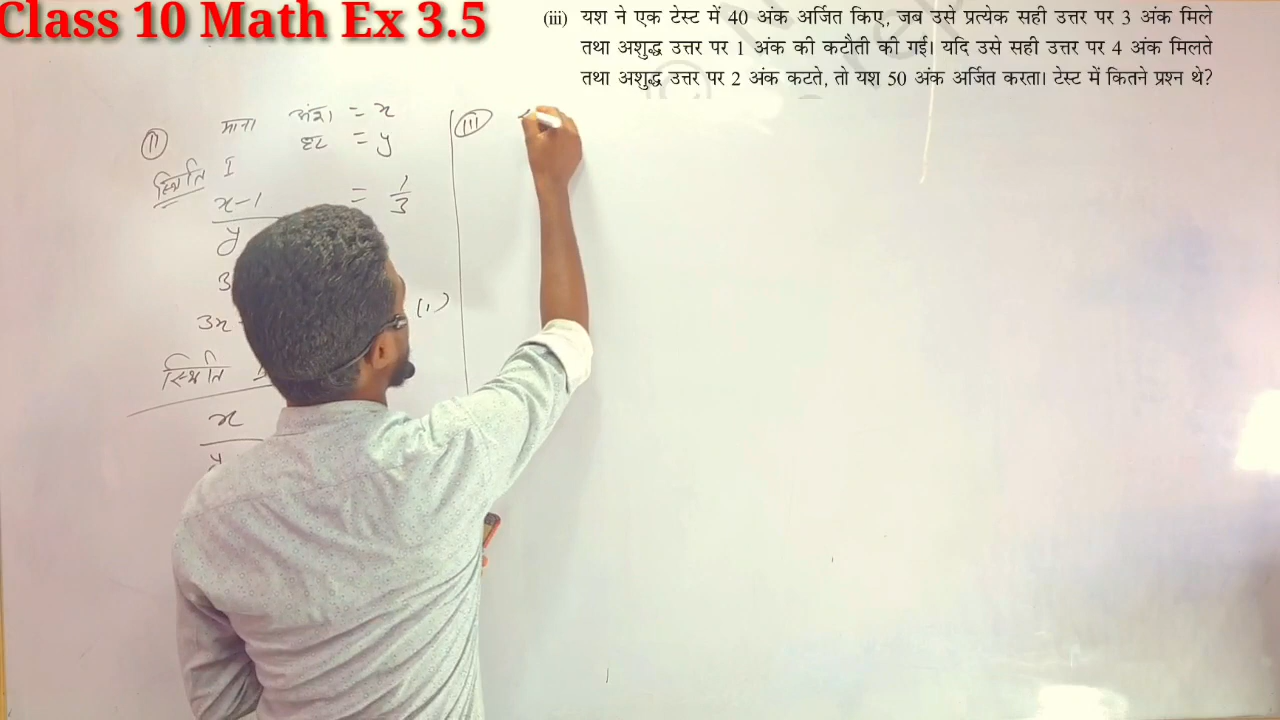 Class 10 Math Ex 3.5
(iii) यश ने एक टेस्ट में 40 अंक अर्जित किए, जब उसे प्रत्येक सही उत्तर पर 3 अंक मिले
तथा अशुद्ध उत्तर पर 1 अंक की कटौती की गई। यदि उसे सही उत्तर पर 4 अंक मिलते
तथा अशुद्ध उत्तर पर 2 अंक कटते, तो यश 50 अंक अर्जित करता। टेस्ट में कितने प्रश्न थे?
(II) माना अंश = x
हर = y
स्थिति I
x-1 = 1/3
y
3
3x-
(1)
स्थिति
x
y
(III)